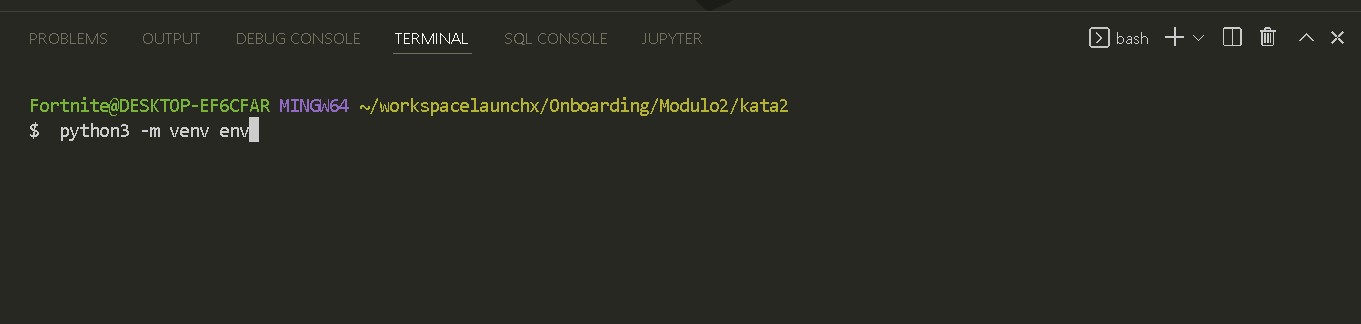 PROBLEMS OUTPUT DEBUG CONSOLE TERMINAL SQL CONSOLE JUPYTER bash
Fortnite@DESKTOP-EF6CFAR MINGW64 ~/workspacelaunchx/Onboarding/Modulo2/kata2
$  python3 -m venv env